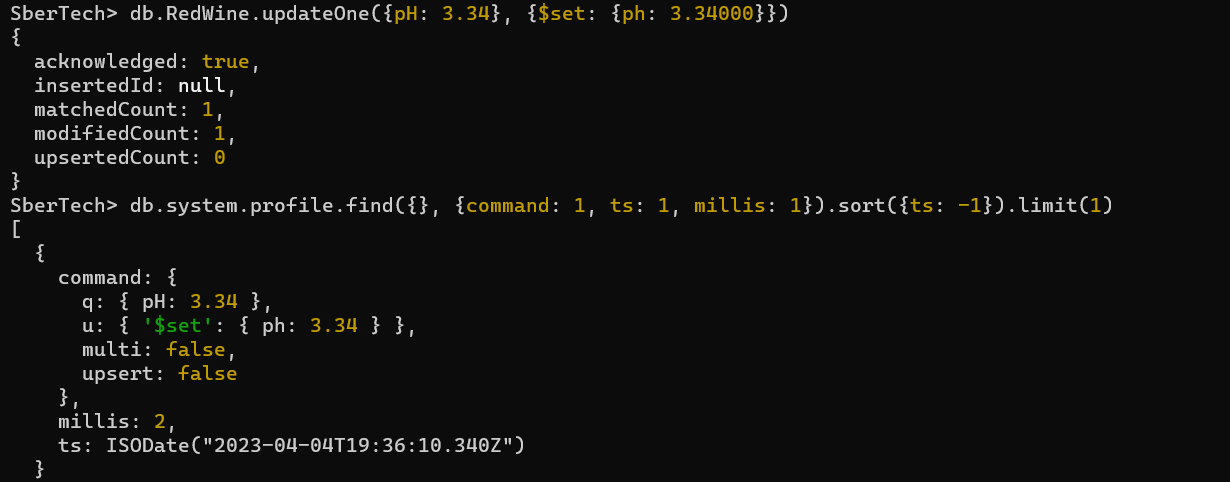 SberTech> db.RedWine.updateOne({pH: 3.34}, {$set: {ph: 3.34000}})
{
  acknowledged: true,
  insertedId: null,
  matchedCount: 1,
  modifiedCount: 1,
  upsertedCount: 0
}
SberTech> db.system.profile.find({}, {command: 1, ts: 1, millis: 1}).sort({ts: -1}).limit(1)
[
  {
    command: {
      q: { pH: 3.34 },
      u: { '$set': { ph: 3.34 } },
      multi: false,
      upsert: false
    },
    millis: 2,
    ts: ISODate("2023-04-04T19:36:10.340Z")
  }